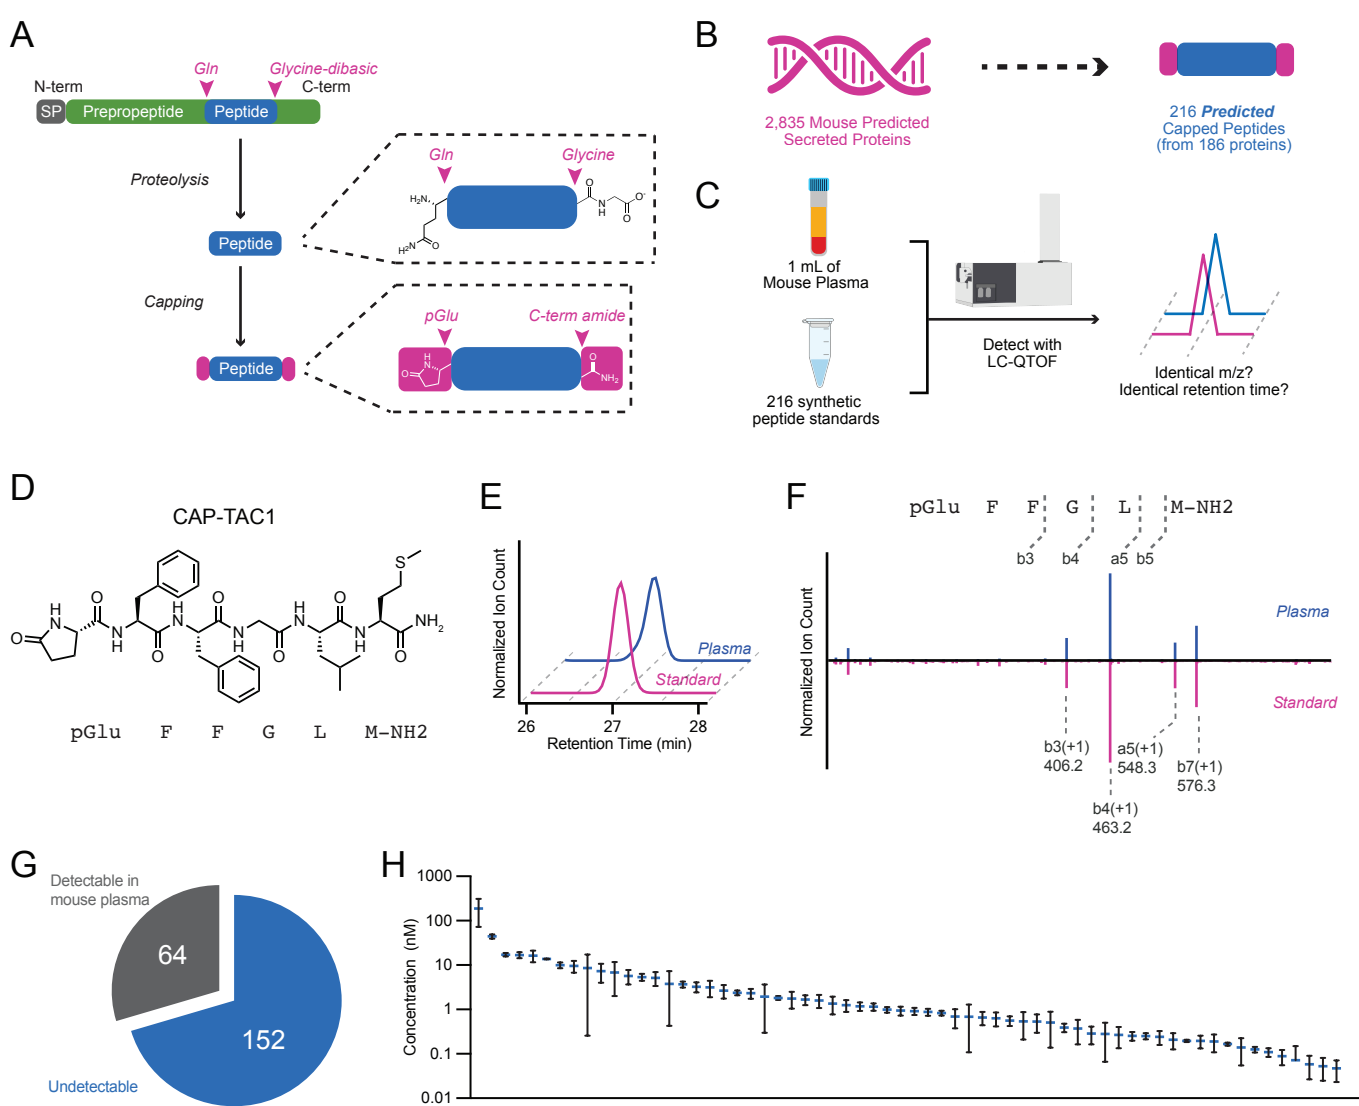 A
Gln
Glycine-dibasic
N-term
C-term
SP
Prepropeptide
Peptide
Proteolysis
Peptide
Gln
Glycine
H₂N
H₂N
O
O
N
H
O
O⁻
Capping
Peptide
pGlu
C-term amide
H
N
O
O
NH₂
B
2,835 Mouse Predicted
Secreted Proteins
216 Predicted
Capped Peptides
(from 186 proteins)
C
1 mL of
Mouse Plasma
216 synthetic
peptide standards
Detect with
LC-QTOF
Identical m/z?
Identical retention time?
D
CAP-TAC1
O
H
N
O
N
H
O
H
N
O
N
H
O
H
N
O
N
H
S
O
NH₂
pGlu F F G L M-NH2
E
Normalized Ion Count
Plasma
Standard
26 27 28
Retention Time (min)
F
pGlu F F G L M-NH2
b3 b4 a5 b5
Normalized Ion Count
Plasma
Standard
b3(+1)
406.2
a5(+1)
548.3
b7(+1)
576.3
b4(+1)
463.2
G
Detectable in
mouse plasma
64
152
Undetectable
H
Concentration (nM)
1000
100
10
1
0.1
0.01